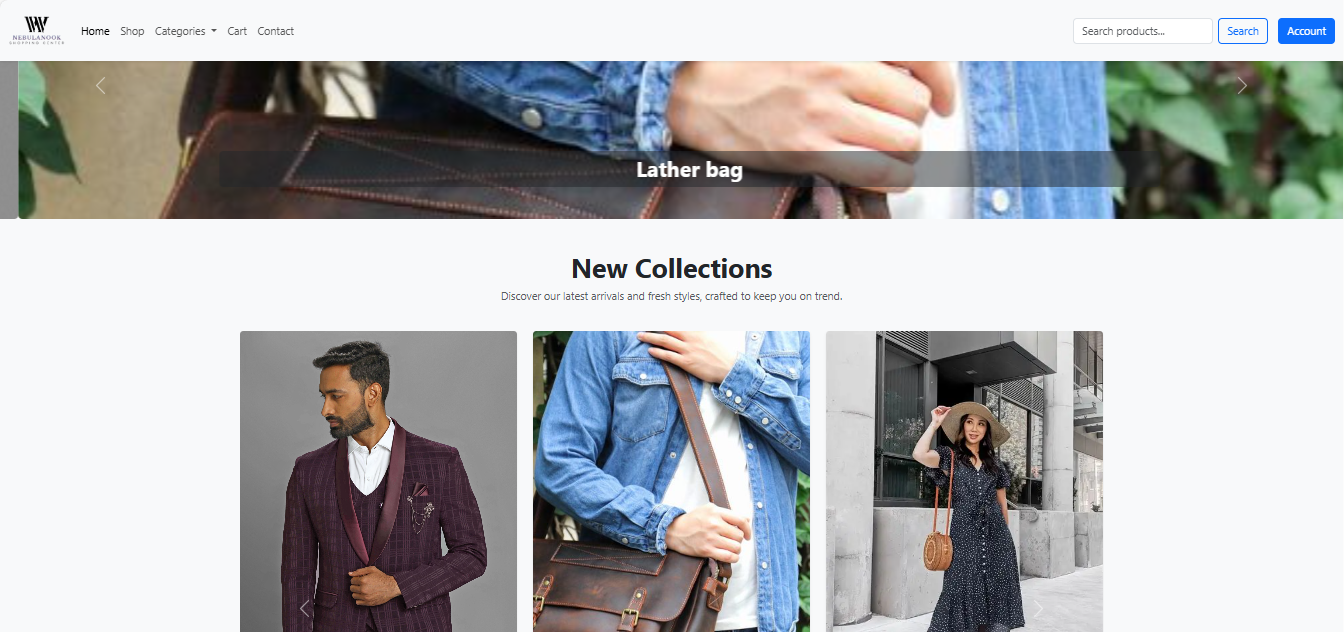 NEBULANOOK
SHOPPING CENTER
Home
Shop
Categories
Cart
Contact
Search products...
Search
Account
Lather bag
New Collections
Discover our latest arrivals and fresh styles, crafted to keep you on trend.